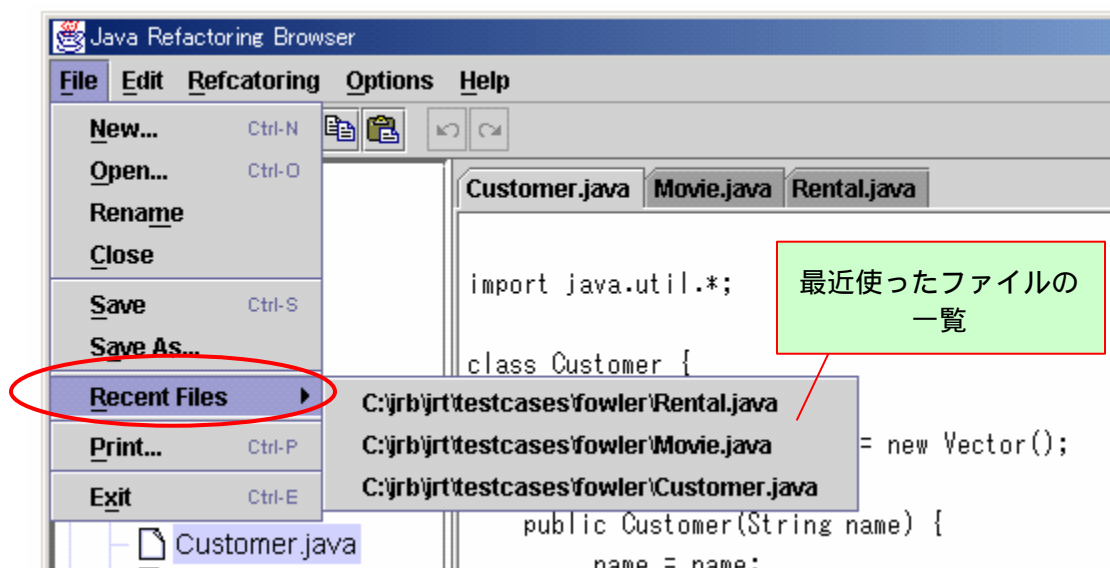 Java Refactoring Browser
File Edit Refcatoring Options Help
New... Ctrl-N
Open... Ctrl-O
Rename
Close
Save Ctrl-S
Save As...
Recent Files
Print... Ctrl-P
Exit Ctrl-E
C:\jrb\jrt\testcases\fowler\Rental.java
C:\jrb\jrt\testcases\fowler\Movie.java
C:\jrb\jrt\testcases\fowler\Customer.java
Customer.java
Customer.java Movie.java Rental.java
import java.util.*;
class Customer {
= new Vector();
public Customer(String name) {
name = name;
最近使ったファイルの
一覧